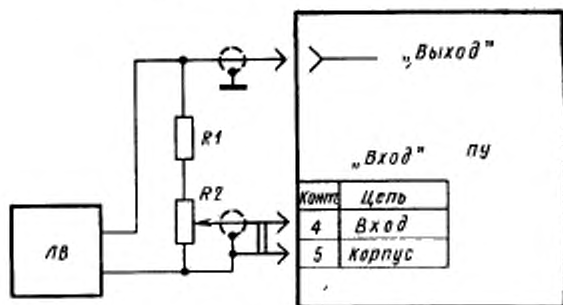 „Выход"
R1
„Вход" ПУ
R2
Конт. Цепь
4 Вход
5 Корпус
ЛВ